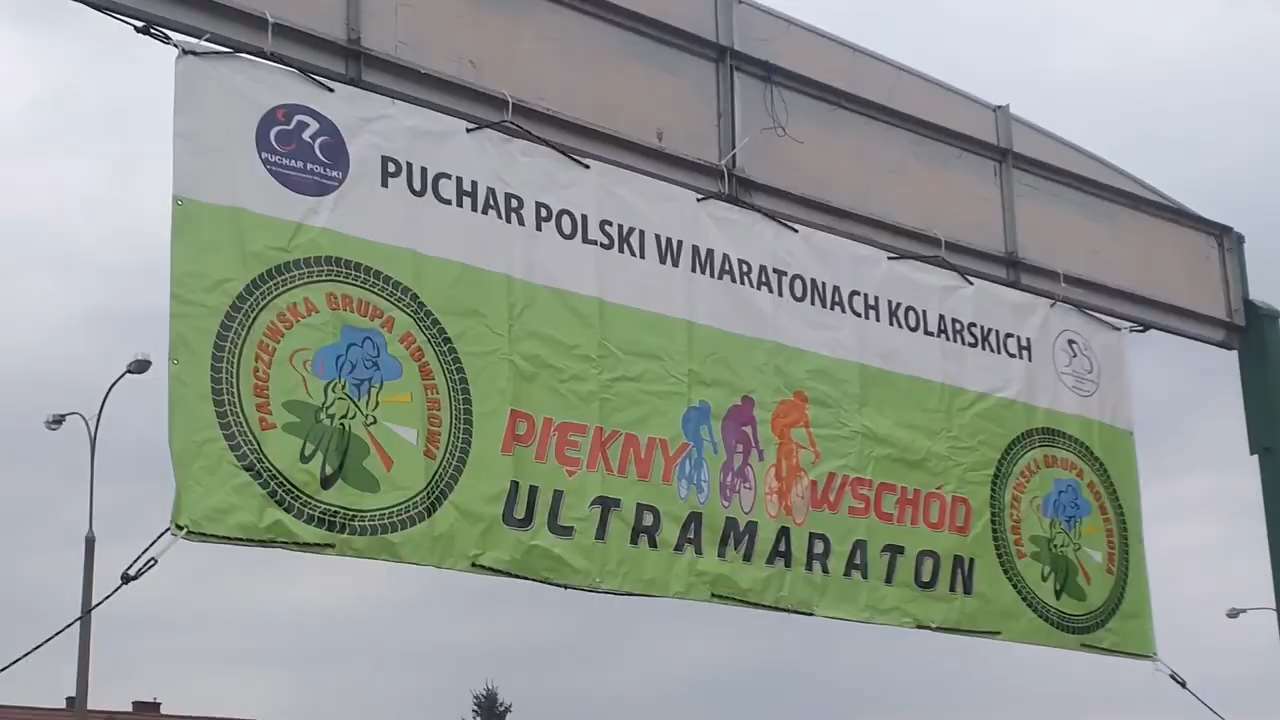 PUCHAR POLSKI
PUCHAR POLSKI W MARATONACH KOLARSKICH
PARCZEWSKA GRUPA ROWEROWA
PIĘKNY WSCHÓD
ULTRAMARATON
PARCZEWSKA GRUPA ROWEROWA